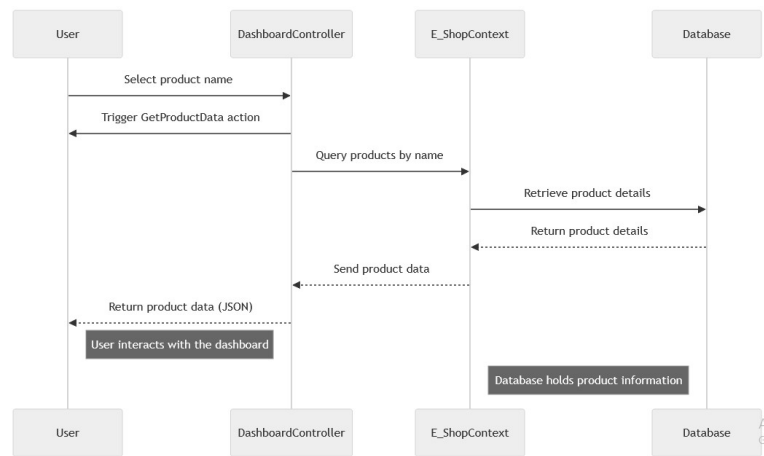 User DashboardController E_ShopContext Database
Select product name
Trigger GetProductData action
Query products by name
Retrieve product details
Return product details
Send product data
Return product data (JSON)
User interacts with the dashboard
Database holds product information
User DashboardController E_ShopContext Database